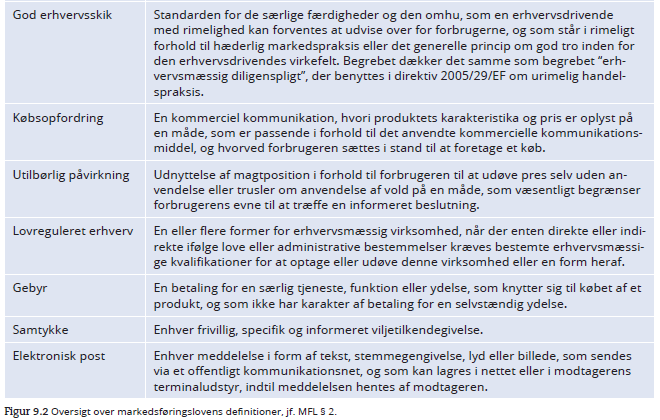 God erhvervsskik
Standarden for de særlige færdigheder og den omhu, som en erhvervsdrivende
med rimelighed kan forventes at udvise over for forbrugerne, og som står i rimeligt
forhold til hæderlig markedspraksis eller det generelle princip om god tro inden for
den erhvervsdrivendes virkefelt. Begrebet dækker det samme som begrebet “erh-
vervsmæssig diligenspligt”, der benyttes i direktiv 2005/29/EF om urimelig handel-
spraksis.
Købsopfordring
En kommerciel kommunikation, hvori produktets karakteristika og pris er oplyst på
en måde, som er passende i forhold til det anvendte kommercielle kommunikations-
middel, og hvorved forbrugeren sættes i stand til at foretage et køb.
Utilbørlig påvirkning
Udnyttelse af magtposition i forhold til forbrugeren til at udøve pres selv uden an-
vendelse eller trusler om anvendelse af vold på en måde, som væsentligt begrænser
forbrugerens evne til at træffe en informeret beslutning.
Lovreguleret erhverv
En eller flere former for erhvervsmæssig virksomhed, når der enten direkte eller indi-
rekte ifølge love eller administrative bestemmelser kræves bestemte erhvervsmæssi-
ge kvalifikationer for at optage eller udøve denne virksomhed eller en form heraf.
Gebyr
En betaling for en særlig tjeneste, funktion eller ydelse, som knytter sig til købet af et
produkt, og som ikke har karakter af betaling for en selvstændig ydelse.
Samtykke
Enhver frivillig, specifik og informeret viljetilkendegivelse.
Elektronisk post
Enhver meddelelse i form af tekst, stemmegengivelse, lyd eller billede, som sendes
via et offentligt kommunikationsnet, og som kan lagres i nettet eller i modtagerens
terminaludstyr, indtil meddelelsen hentes af modtageren.
Figur 9.2 Oversigt over markedsføringslovens definitioner, jf. MFL § 2.